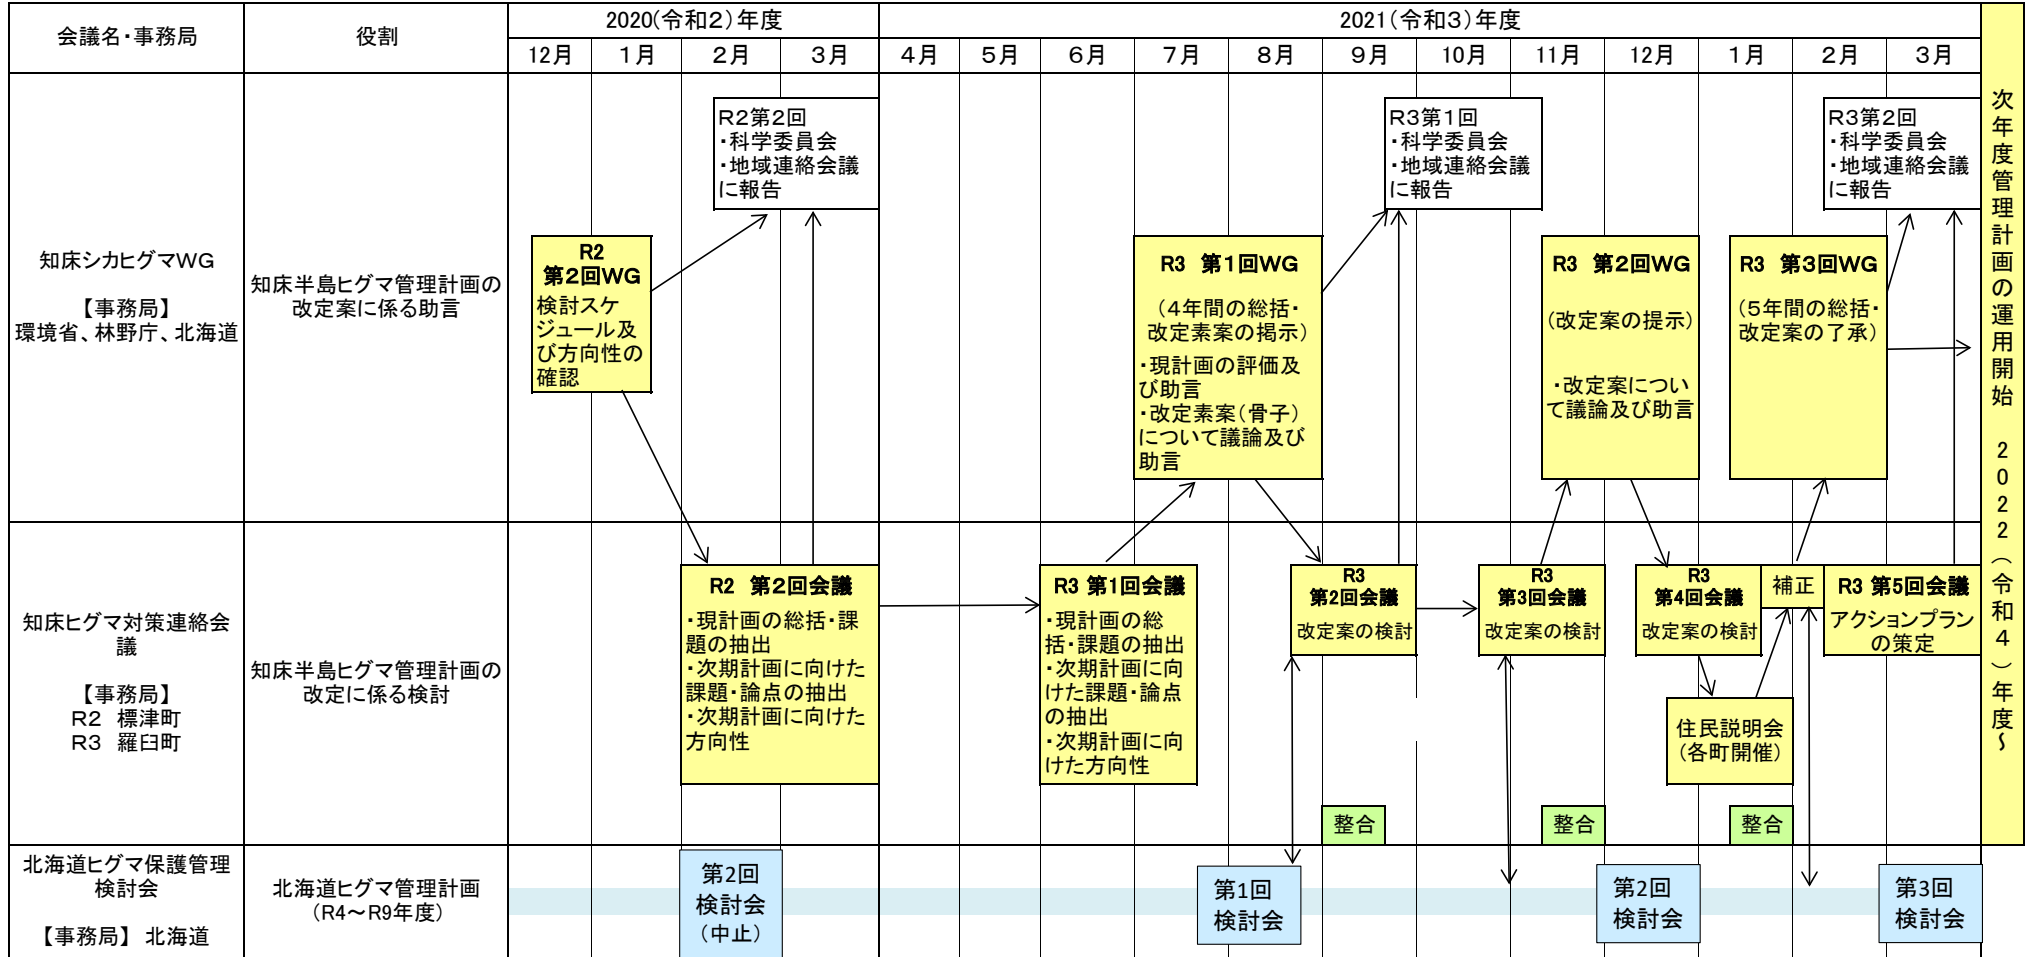 会議名・事務局
役割
2020(令和２)年度
2021(令和３)年度
12月
１月
２月
３月
４月
５月
６月
７月
８月
９月
10月
11月
12月
１月
２月
３月
知床シカヒグマWG
【事務局】
環境省、林野庁、北海道
知床半島ヒグマ管理計画の
改定案に係る助言
R2
第２回WG
検討スケ
ジュール及
び方向性の
確認
R2第２回
・科学委員会
・地域連絡会議
に報告
R3 第１回WG
（４年間の総括・
改定素案の掲示）
・現計画の評価及
び助言
・改定素案（骨子）
について議論及び
助言
R3第１回
・科学委員会
・地域連絡会議
に報告
R3 第２回WG
(改定案の提示)
・改定案につい
て議論及び助言
R3 第３回WG
（５年間の総括・
改定案の了承）
R3第２回
・科学委員会
・地域連絡会議
に報告
知床ヒグマ対策連絡会
議
【事務局】
R２ 標津町
R３ 羅臼町
知床半島ヒグマ管理計画の
改定に係る検討
R2 第２回会議
・現計画の総括・課
題の抽出
・次期計画に向けた
課題・論点の抽出
・次期計画に向けた
方向性
R3 第１回会議
・現計画の総
括・課題の抽出
・次期計画に向
けた課題・論点
の抽出
・次期計画に向
けた方向性
R3
第２回会議
改定案の検討
R3
第３回会議
改定案の検討
R3
第４回会議
改定案の検討
補正
R3 第５回会議
アクションプラン
の策定
住民説明会
(各町開催)
整合
整合
整合
北海道ヒグマ保護管理
検討会
【事務局】 北海道
北海道ヒグマ管理計画
（R4～R9年度）
第2回
検討会
（中止）
第1回
検討会
第2回
検討会
第3回
検討会
次年度管理計画の運用開始 ２０２２（令和４）年度～